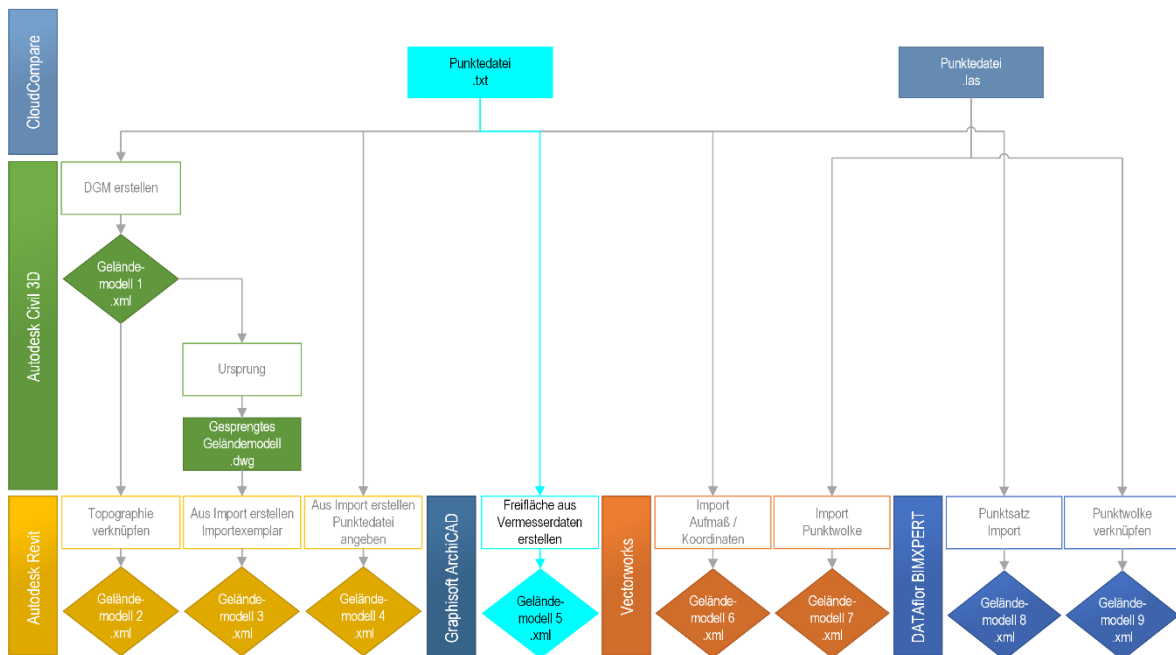 CloudCompare
Punktedatei
.txt
Punktedatei
.las
Autodesk Civil 3D
DGM erstellen
Gelände-
modell 1
.xml
Ursprung
Gesprengtes
Geländemodell
.dwg
Autodesk Revit
Topographie
verknüpfen
Aus Import erstellen
Importexemplar
Aus Import erstellen
Punktedatei
angeben
Gelände-
modell 2
.xml
Gelände-
modell 3
.xml
Gelände-
modell 4
.xml
Graphisoft ArchiCAD
Freifläche aus
Vermesserdaten
erstellen
Gelände-
modell 5
.xml
Vectorworks
Import
Aufmaß /
Koordinaten
Import
Punktwolke
Gelände-
modell 6
.xml
Gelände-
modell 7
.xml
DATAflor BIMXPERT
Punktsatz
Import
Punktwolke
verknüpfen
Gelände-
modell 8
.xml
Gelände-
modell 9
.xml